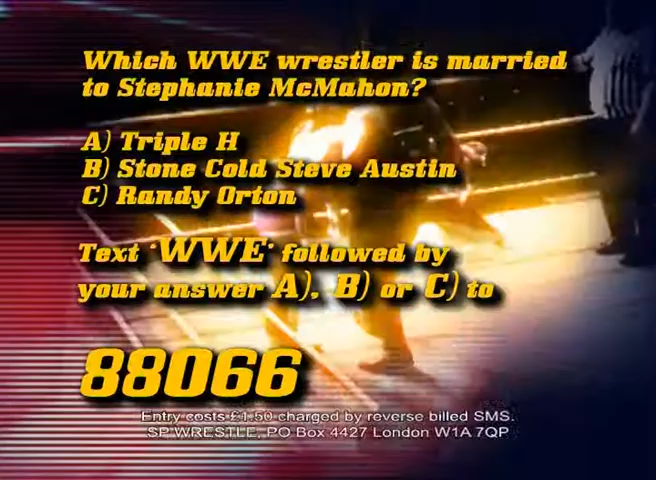 Which WWE wrestler is married
to Stephanie McMahon?
A) Triple H
B) Stone Cold Steve Austin
C) Randy Orton
Text 'WWE' followed by
your answer A), B) or C) to
88066
Entry costs £1.50 charged by reverse billed SMS.
SP WRESTLE, PO Box 4427 London W1A 7QP